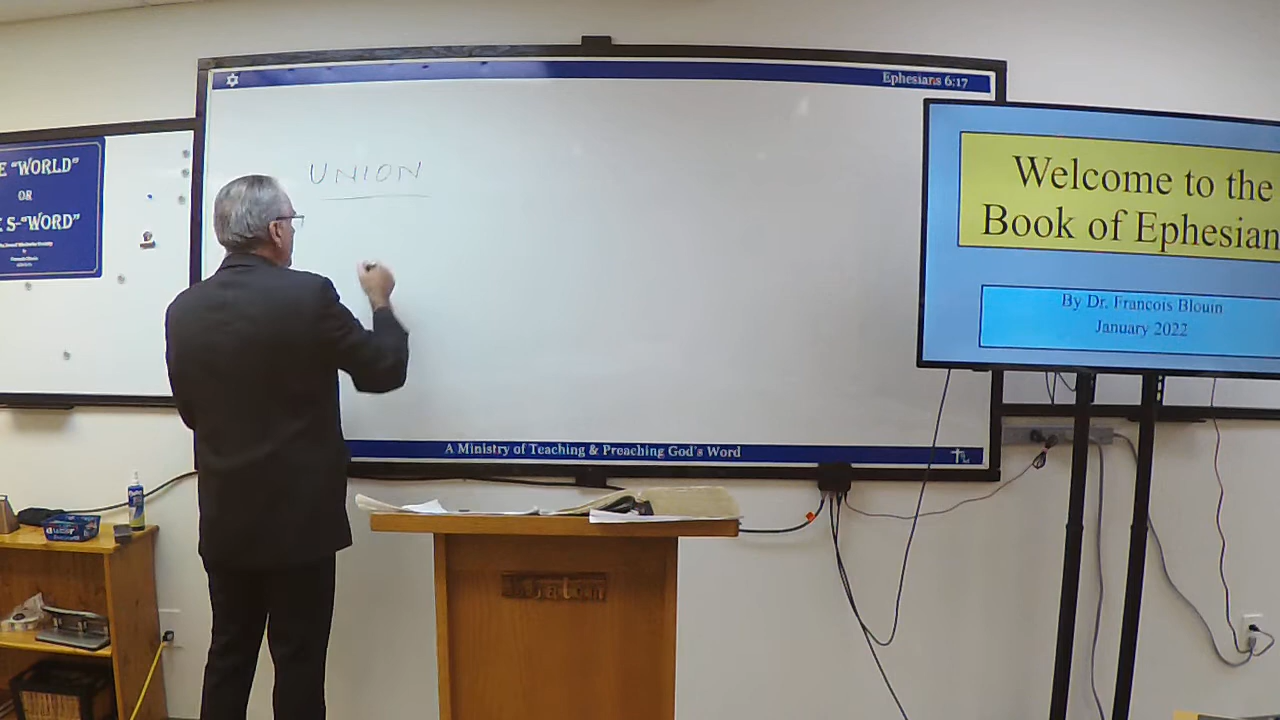 E "WORLD"
OR
S-"WORD"
Ephesians 6:17
UNION
Welcome to the
Book of Ephesian
By Dr. Francois Blouin
January 2022
A Ministry of Teaching & Preaching God's Word